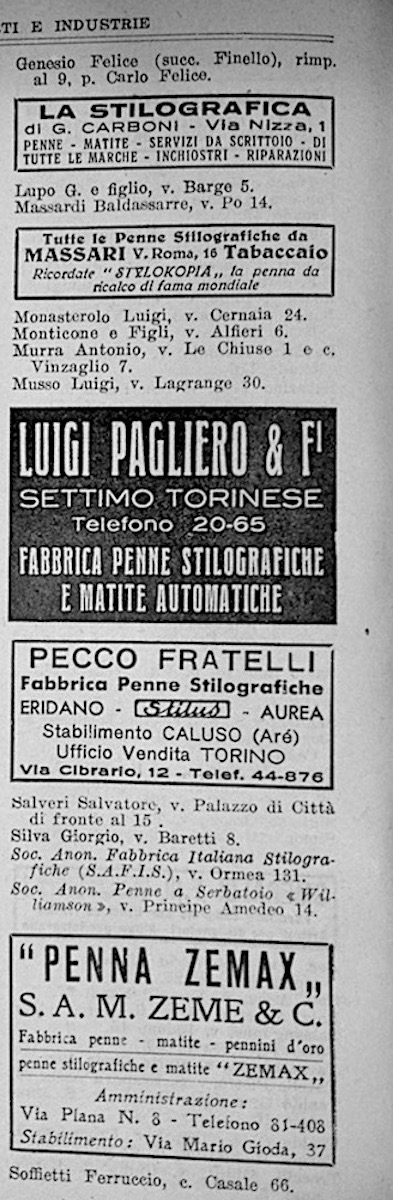 TI E INDUSTRIE
Genesio Felice (succ. Finello), rimp.
al 9, p. Carlo Felice.
LA STILOGRAFICA
di G. CARBONI - Via Nizza, 1
PENNE - MATITE - SERVIZI DA SCRITTOIO - DI
TUTTE LE MARCHE - INCHIOSTRI - RIPARAZIONI
Lupo G. e figlio, v. Barge 5.
Massardi Baldassarre, v. Po 14.
Tutte le Penne Stilografiche da
MASSARI V. Roma, 16 Tabaccaio
Ricordate "STYLOKOPIA„ la penna da
ricalco di fama mondiale
Monasterolo Luigi, v. Cernaia 24.
Monticone e Figli, v. Alfieri 6.
Murra Antonio, v. Le Chiuse 1 e c.
Vinzaglio 7.
Musso Luigi, v. Lagrange 30.
LUIGI PAGLIERO & FI
SETTIMO TORINESE
Telefono 20-65
FABBRICA PENNE STILOGRAFICHE
E MATITE AUTOMATICHE
PECCO FRATELLI
Fabbrica Penne Stilografiche
ERIDANO - Stilus - AUREA
Stabilimento CALUSO (Aré)
Ufficio Vendita TORINO
Via Cibrario, 12 - Telef. 44-876
Salveri Salvatore, v. Palazzo di Città
di fronte al 15.
Silva Giorgio, v. Baretti 8.
Soc. Anon. Fabbrica Italiana Stilogra-
fiche (S.A.F.I.S.), v. Ormea 131.
Soc. Anon. Penne a Serbatoio «Wil-
liamson», v. Principe Amedeo 14.
"PENNA ZEMAX„
S. A. M. ZEME & C.
Fabbrica penne - matite - pennini d'oro
penne stilografiche e matite "ZEMAX„
Amministrazione:
Via Piana N. 3 - Telefono 81-408
Stabilimento: Via Mario Gioda, 37
Soffietti Ferruccio, c. Casale 66.